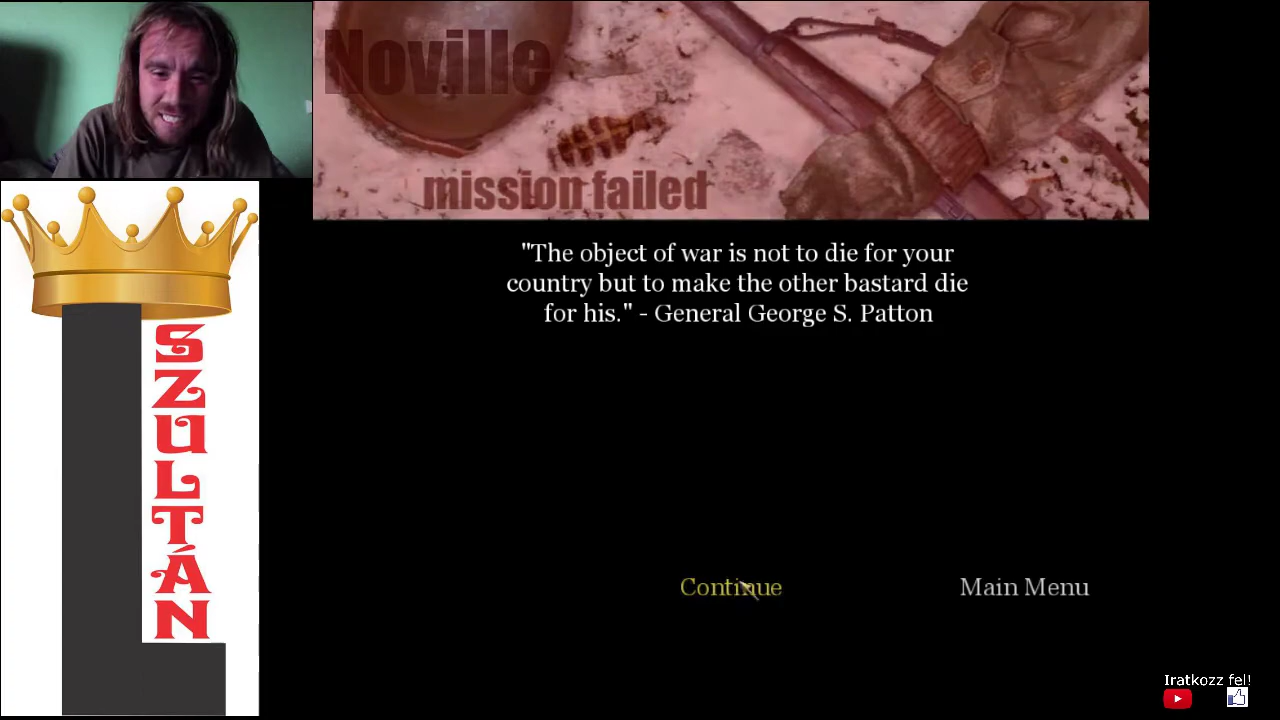 Noville
mission failed
"The object of war is not to die for your
country but to make the other bastard die
for his." - General George S. Patton
Continue
Main Menu
L
SZULTÁN
Iratkozz fel!